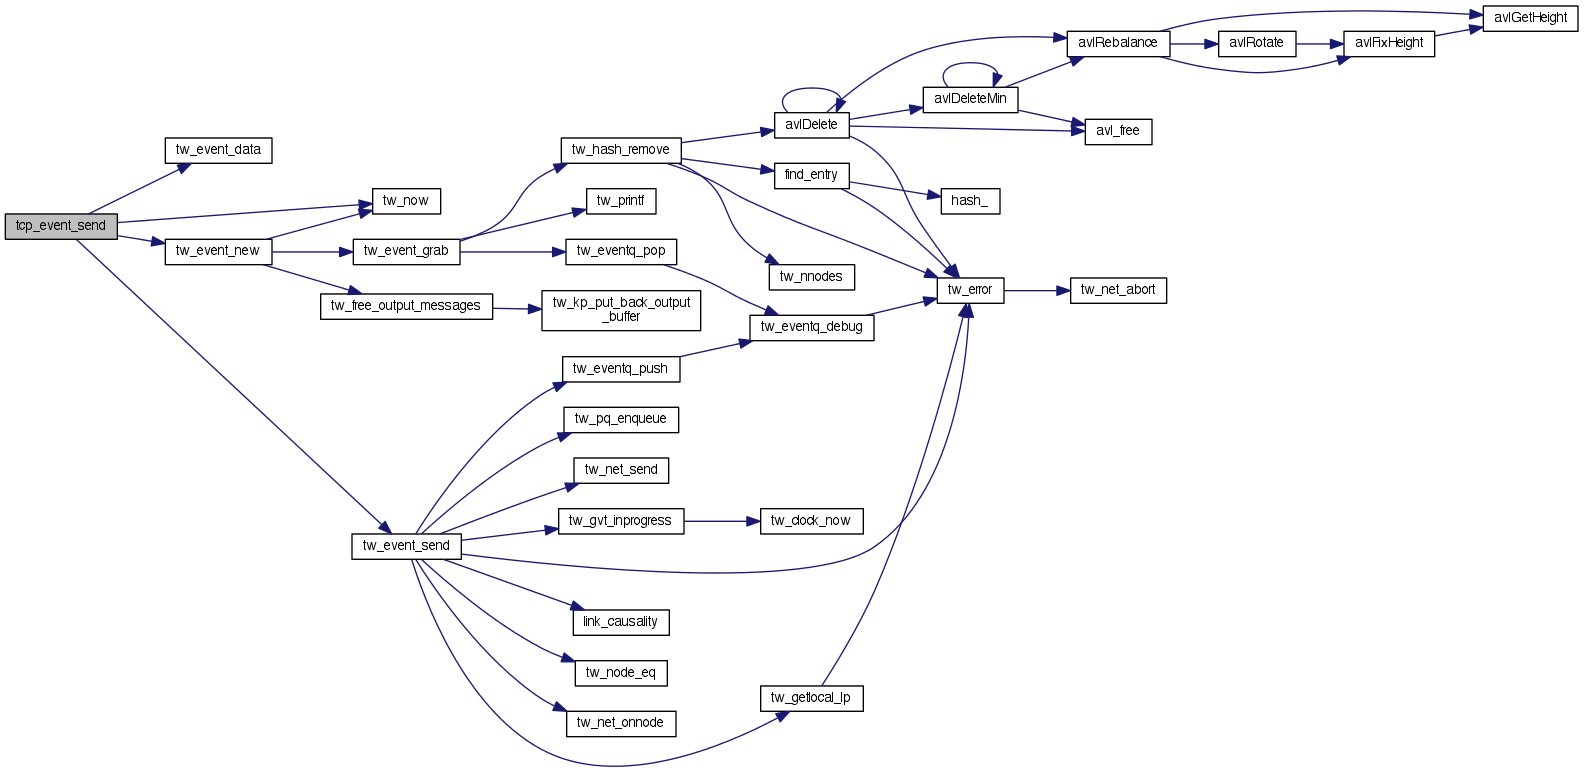 avlGetHeight
avlRebalance
avlRotate
avlFixHeight
avlDeleteMin
avlDelete
avl_free
tw_event_data
tw_hash_remove
find_entry
tw_now
tw_printf
hash_
tcp_event_send
tw_event_new
tw_event_grab
tw_eventq_pop
tw_nnodes
tw_error
tw_net_abort
tw_free_output_messages
tw_kp_put_back_output
_buffer
tw_eventq_debug
tw_eventq_push
tw_pq_enqueue
tw_net_send
tw_gvt_inprogress
tw_clock_now
tw_event_send
link_causality
tw_node_eq
tw_getlocal_lp
tw_net_onnode